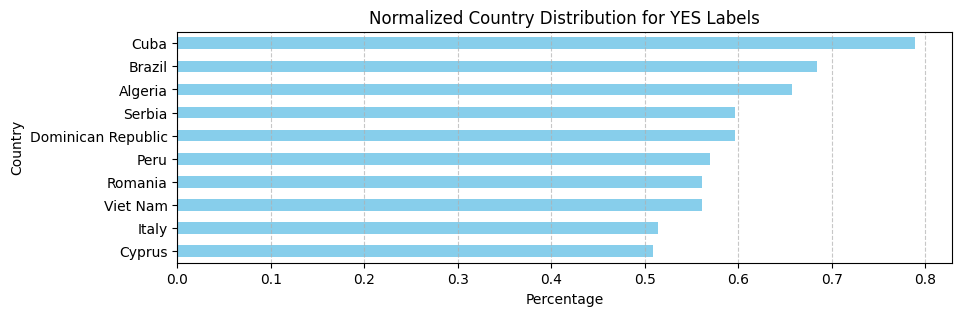 Normalized Country Distribution for YES Labels
Country
Cuba
Brazil
Algeria
Serbia
Dominican Republic
Peru
Romania
Viet Nam
Italy
Cyprus
0.0 0.1 0.2 0.3 0.4 0.5 0.6 0.7 0.8
Percentage